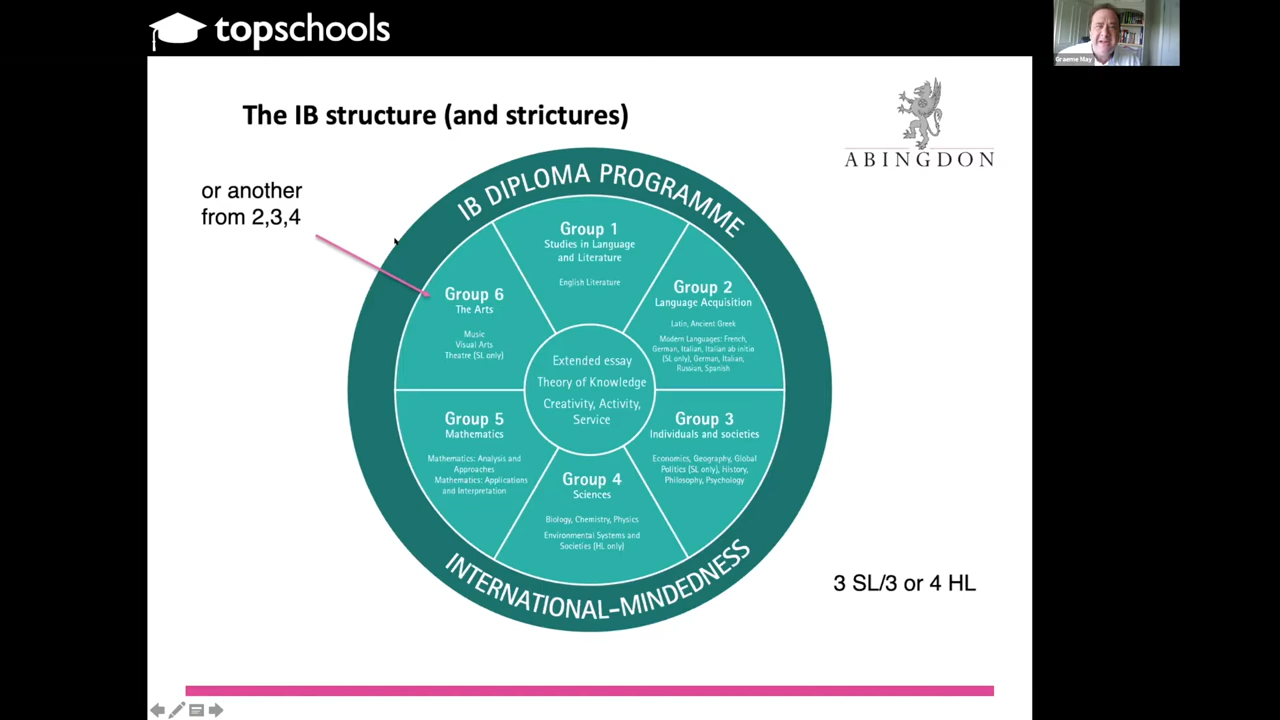 topschools
Graeme May
The IB structure (and strictures)
ABINGDON
or another
from 2,3,4
IB DIPLOMA PROGRAMME
Group 1
Studies in Language
and Literature
English Literature
Group 2
Language Acquisition
Latin, Ancient Greek
Modern Languages: French,
German, Italian, Italian ab initio
(SL only), German, Italian,
Russian, Spanish
Group 6
The Arts
Music
Visual Arts
Theatre (SL only)
Extended essay
Theory of Knowledge
Creativity, Activity,
Service
Group 5
Mathematics
Mathematics: Analysis and
Approaches
Mathematics: Applications
and Interpretation
Group 3
Individuals and societies
Economics, Geography, Global
Politics (SL only), History,
Philosophy, Psychology
Group 4
Sciences
Biology, Chemistry, Physics
Environmental Systems and
Societies (HL only)
INTERNATIONAL-MINDEDNESS
3 SL/3 or 4 HL